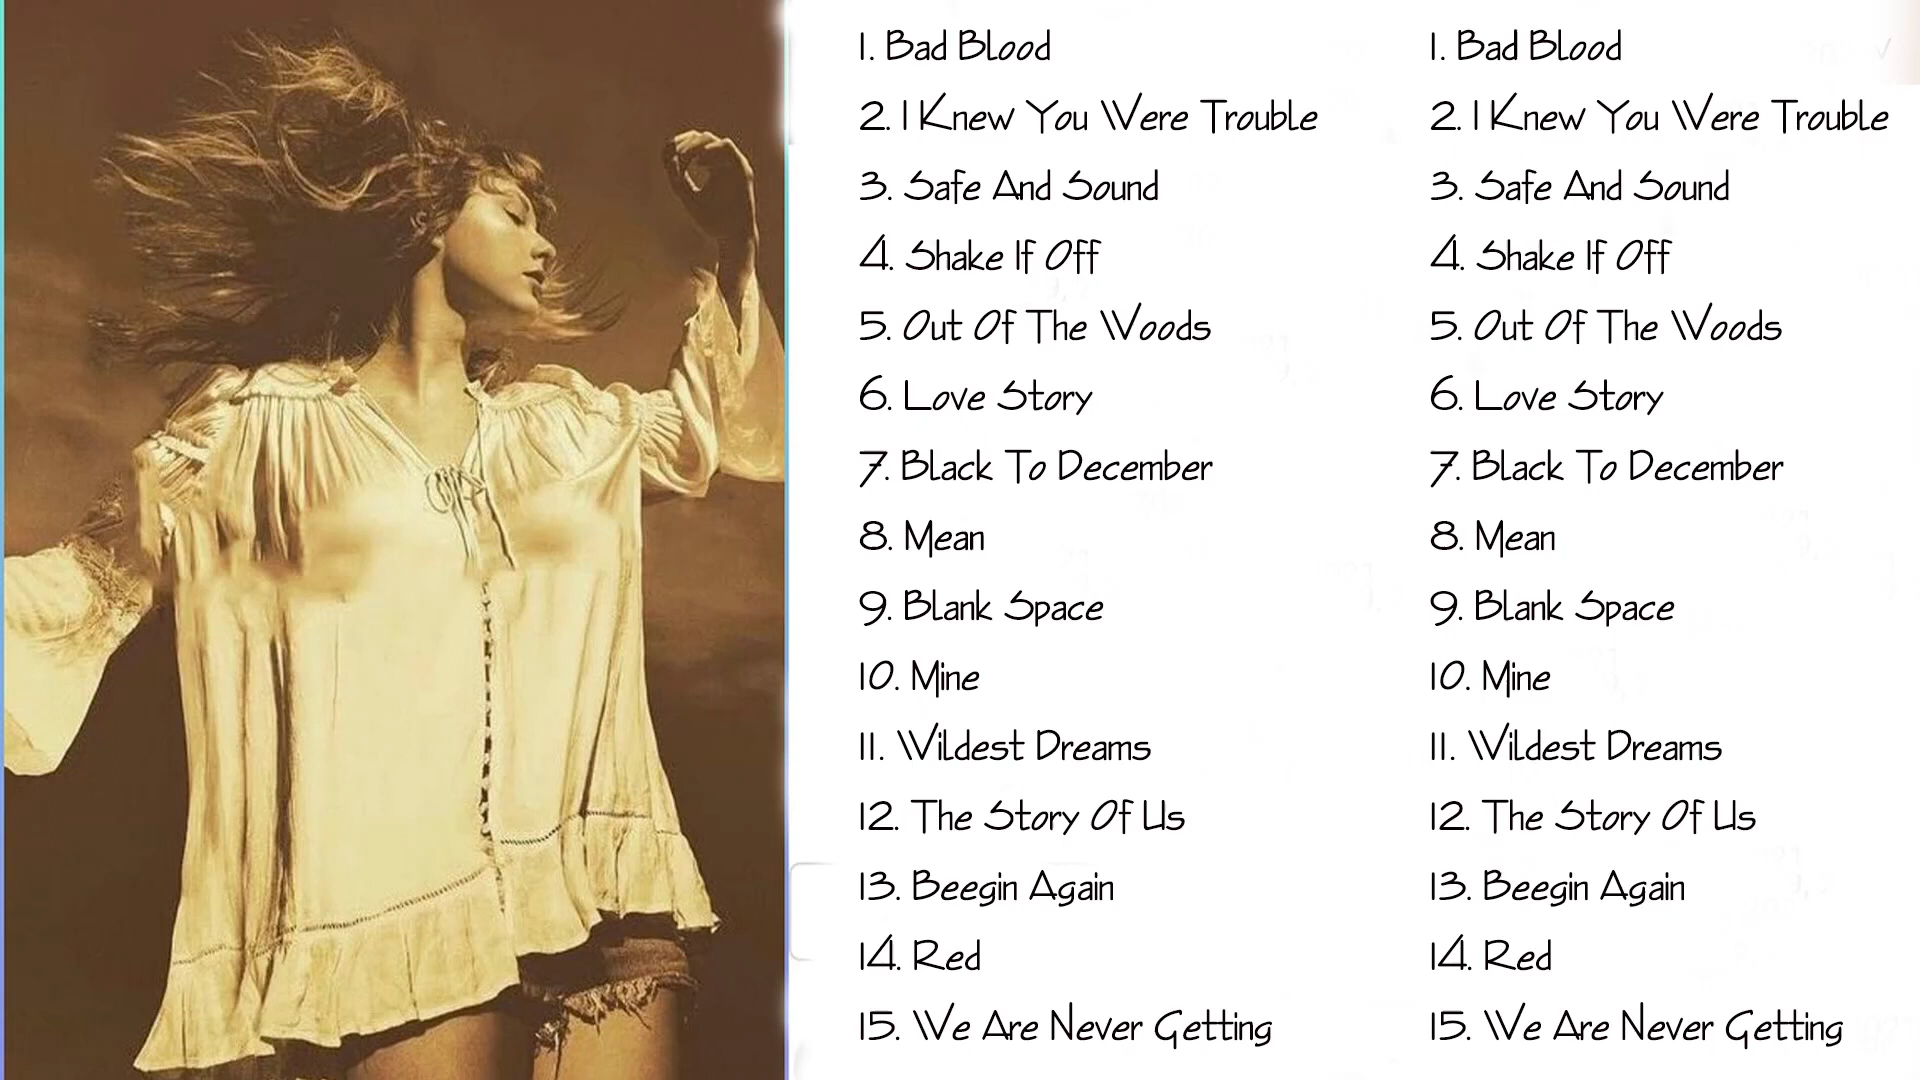 1. Bad Blood
2. I Knew You Were Trouble
3. Safe And Sound
4. Shake If Off
5. Out Of The Woods
6. Love Story
7. Black To December
8. Mean
9. Blank Space
10. Mine
11. Wildest Dreams
12. The Story Of Us
13. Beegin Again
14. Red
15. We Are Never Getting
1. Bad Blood
2. I Knew You Were Trouble
3. Safe And Sound
4. Shake If Off
5. Out Of The Woods
6. Love Story
7. Black To December
8. Mean
9. Blank Space
10. Mine
11. Wildest Dreams
12. The Story Of Us
13. Beegin Again
14. Red
15. We Are Never Getting